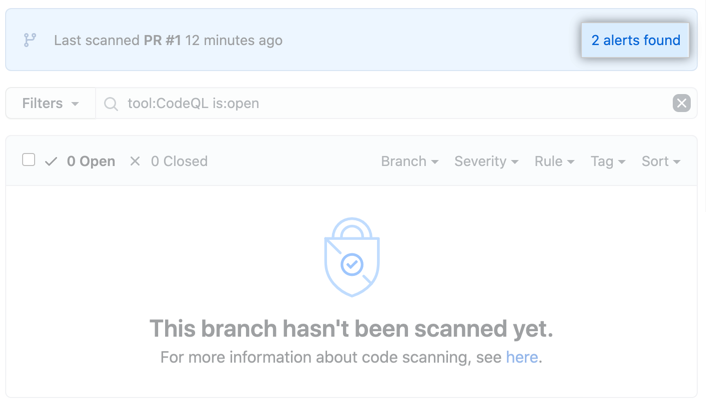 Last scanned PR #1 12 minutes ago 2 alerts found
Filters tool:CodeQL is:open
0 Open 0 Closed Branch Severity Rule Tag Sort
This branch hasn't been scanned yet.
For more information about code scanning, see here.